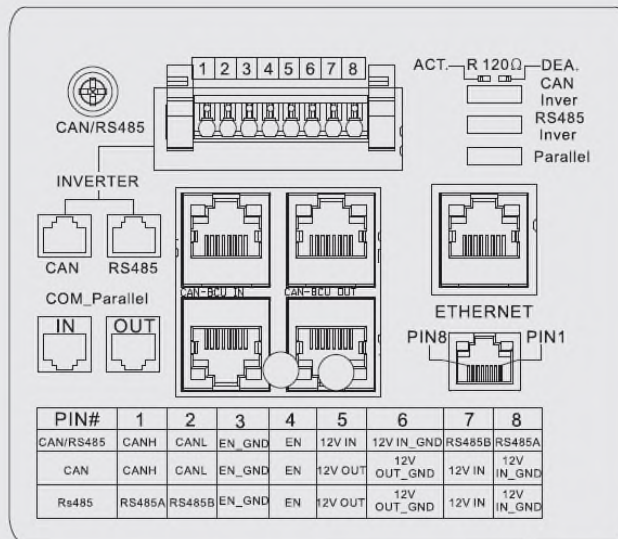 1 2 3 4 5 6 7 8
ACT. R 120Ω DEA.
CAN
Inver
RS485
Inver
Parallel
CAN/RS485
INVERTER
CAN RS485
CAN-BCU IN CAN-BCU OUT
COM_Parallel
IN OUT
ETHERNET
PIN8 PIN1
PIN# 1 2 3 4 5 6 7 8
CAN/RS485 CANH CANL EN_GND EN 12V IN 12V IN_GND RS485B RS485A
CAN CANH CANL EN_GND EN 12V OUT 12V OUT_GND 12V IN 12V IN_GND
Rs485 RS485A RS485B EN_GND EN 12V OUT 12V OUT_GND 12V IN 12V IN_GND